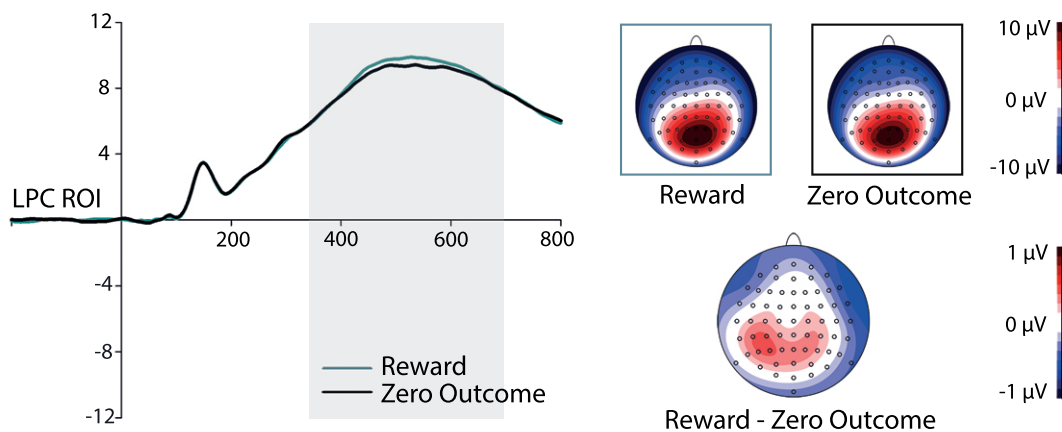 12
8
4
LPC ROI
200
400
600
800
-4
-8
-12
Reward
Zero Outcome
Reward
Zero Outcome
10 µV
0 µV
-10 µV
1 µV
0 µV
-1 µV
Reward - Zero Outcome